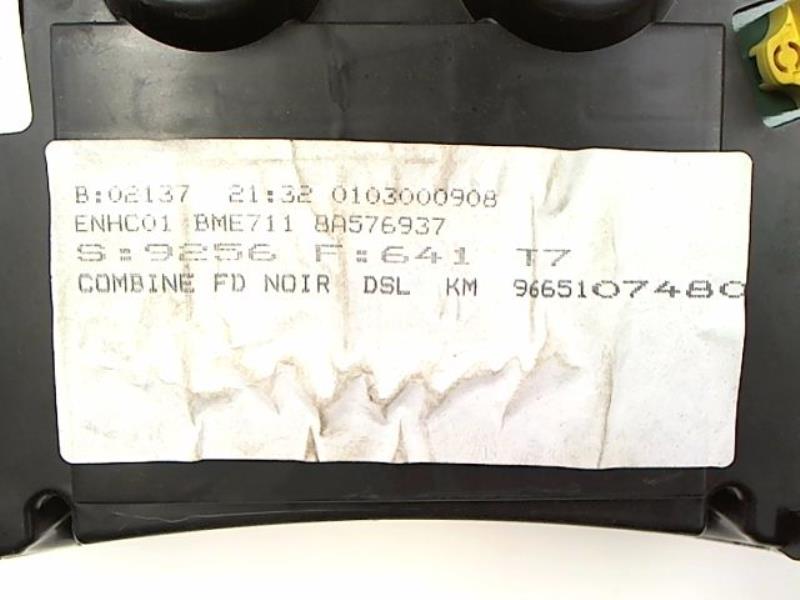 B:02137 21:32 0103000908
ENHC01 BME711 8A576937
S:9256 F:641 T7
COMBINE FD NOIR DSL KM 9665107480